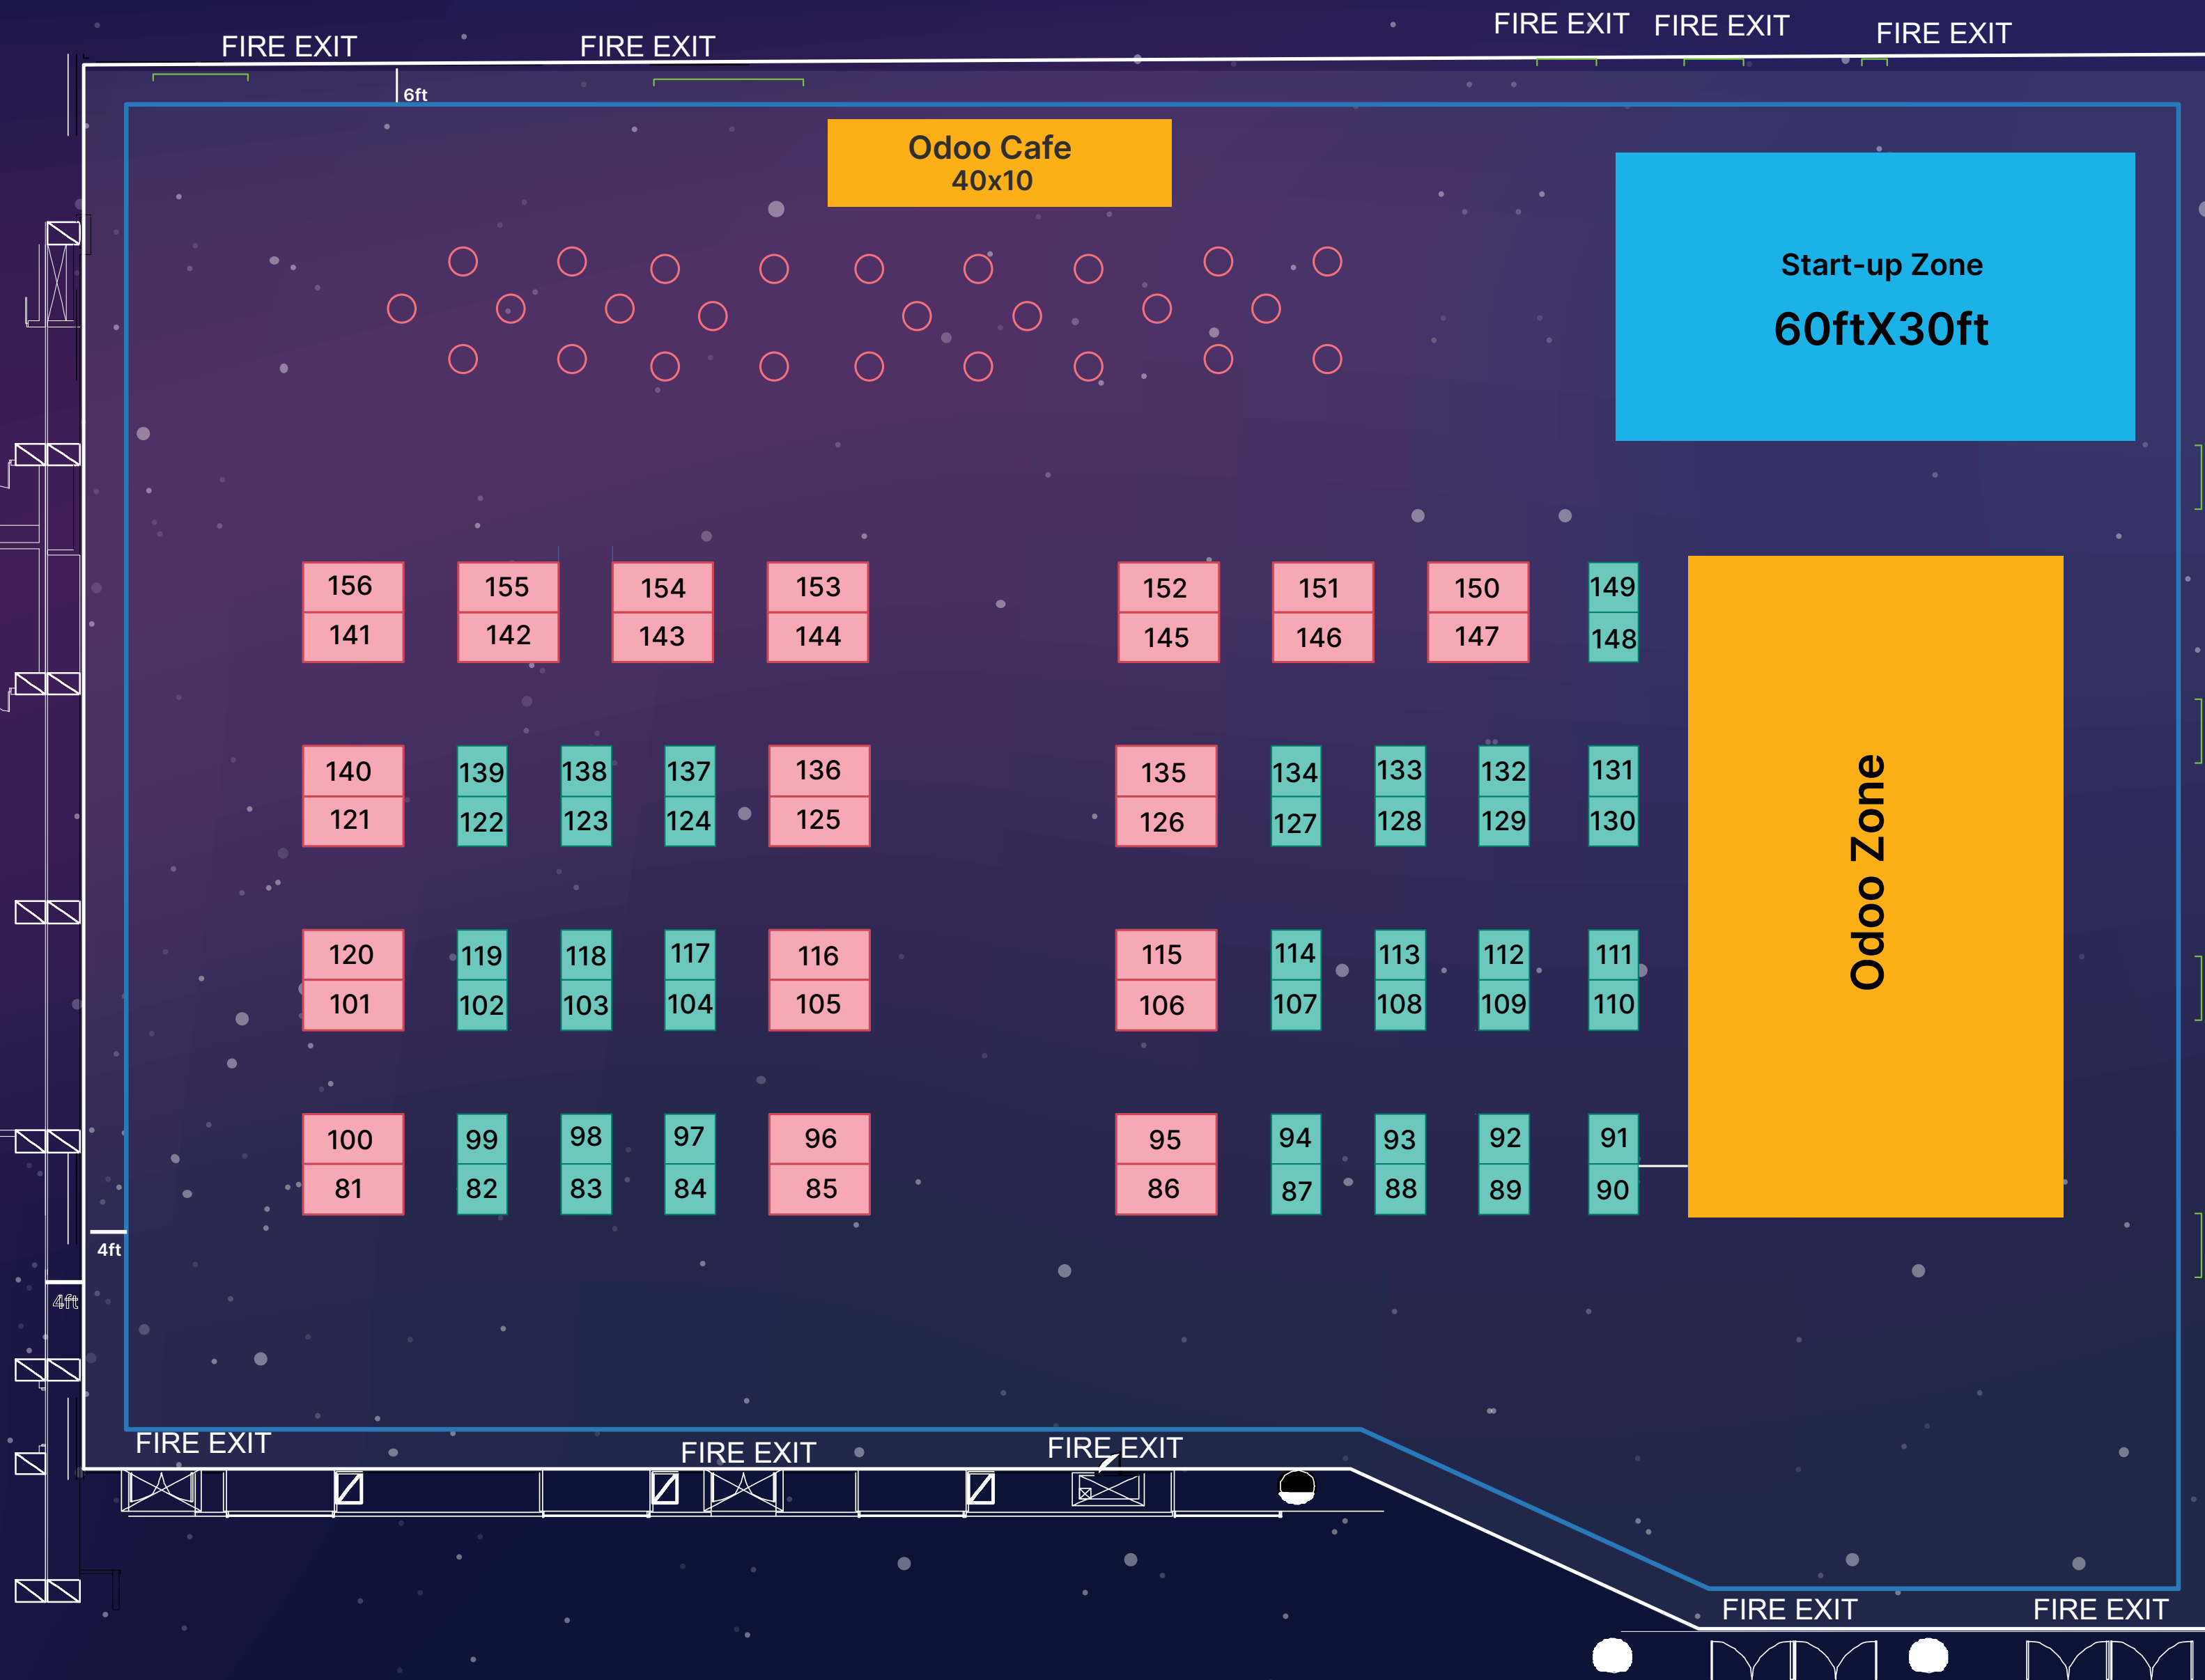 FIRE EXIT
FIRE EXIT
FIRE EXIT
FIRE EXIT
FIRE EXIT
6ft
Odoo Cafe
40x10
Start-up Zone
60ftX30ft
156 155 154 153 152 151 150 149
141 142 143 144 145 146 147 148
140 139 138 137 136 135 134 133 132 131
121 122 123 124 125 126 127 128 129 130
120 119 118 117 116 115 114 113 112 111
101 102 103 104 105 106 107 108 109 110
100 99 98 97 96 95 94 93 92 91
81 82 83 84 85 86 87 88 89 90
Odoo Zone
4ft
4ft
FIRE EXIT
FIRE EXIT
FIRE EXIT
FIRE EXIT
FIRE EXIT